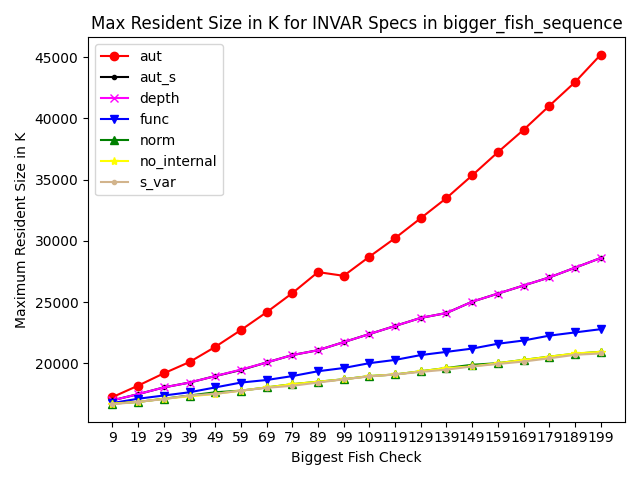 Max Resident Size in K for INVAR Specs in bigger_fish_sequence
aut
aut_s
depth
func
norm
no_internal
s_var
45000
40000
35000
30000
25000
20000
Maximum Resident Size in K
9 19 29 39 49 59 69 79 89 99 109 119 129 139 149 159 169 179 189 199
Biggest Fish Check